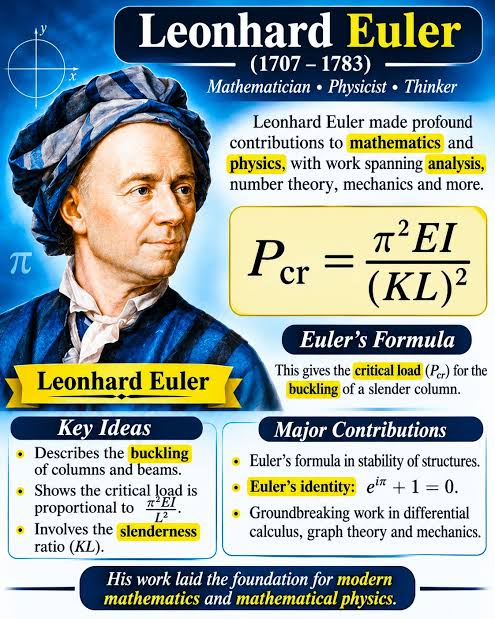 y
x
Leonhard Euler
(1707 – 1783)
Mathematician • Physicist • Thinker
Leonhard Euler made profound
contributions to mathematics and
physics, with work spanning analysis,
number theory, mechanics and more.
π
P_cr = π²EI / (KL)²
Euler's Formula
This gives the critical load (P_cr) for the
buckling of a slender column.
Leonhard Euler
Key Ideas
• Describes the buckling
of columns and beams.
• Shows the critical load is
proportional to π²EI / L².
• Involves the slenderness
ratio (KL).
Major Contributions
• Euler's formula in stability of structures.
• Euler's identity: e^{iπ} + 1 = 0.
• Groundbreaking work in differential
calculus, graph theory and mechanics.
His work laid the foundation for modern
mathematics and mathematical physics.